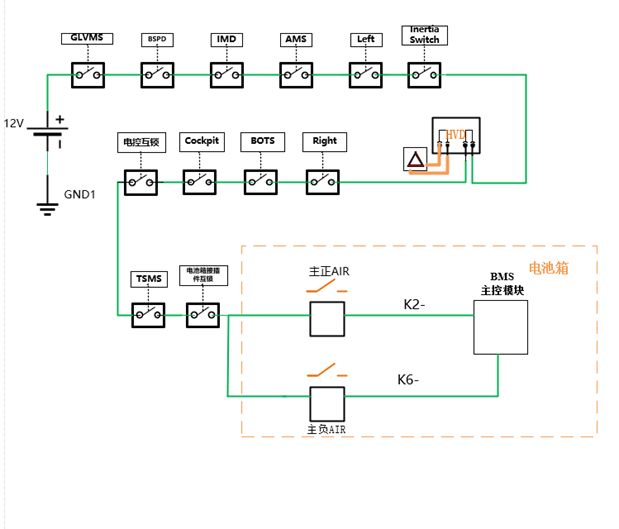 GLVMS
BSPD
IMD
AMS
Left
Inertia
Switch
12V
+
HVD
电控互锁
Cockpit
BOTS
Right
GND1
TSMS
电池箱接插
件互锁
主正AIR
电池箱
BMS
主控模块
K2-
K6-
主负AIR